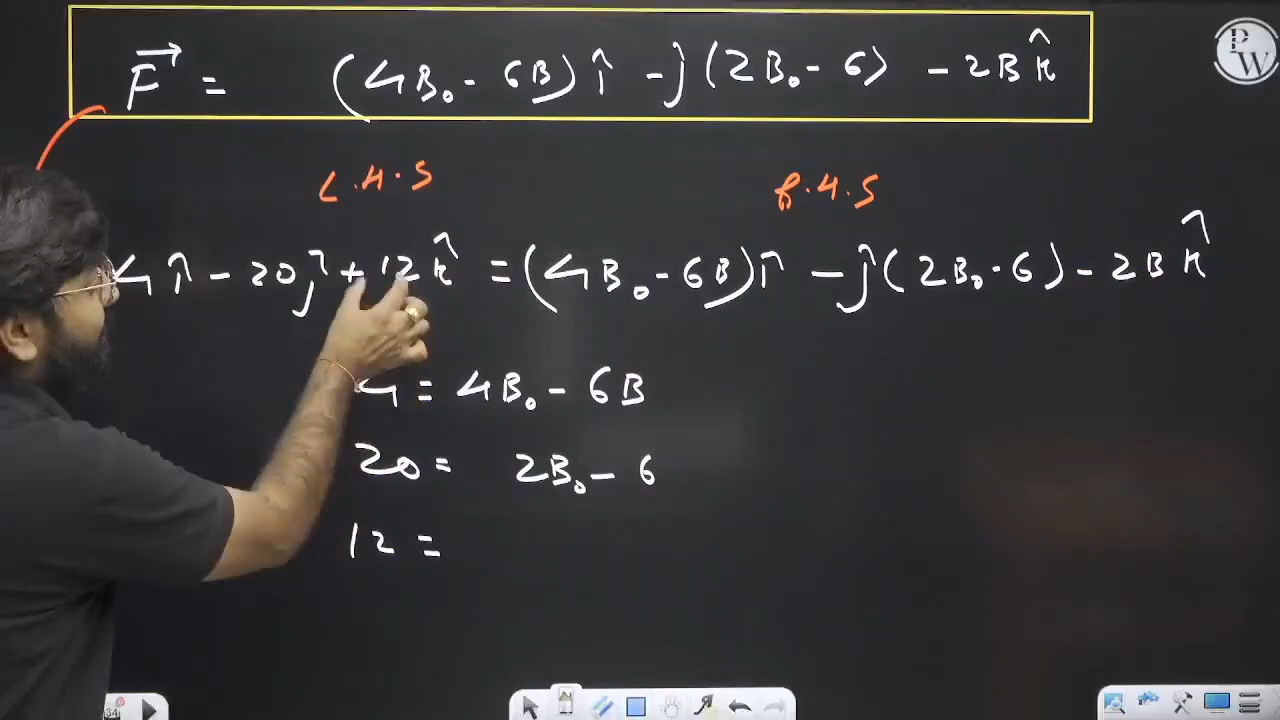 F⃗ = (4B₀ - 6B) î - ĵ (2B₀ - 6) - 2B k̂
PW
L.H.S R.H.S
4 î - 20 ĵ + 12 k̂ = (4B₀ - 6B) î - ĵ (2B₀ - 6) - 2B k̂
4 = 4B₀ - 6B
20 = 2B₀ - 6
12 =